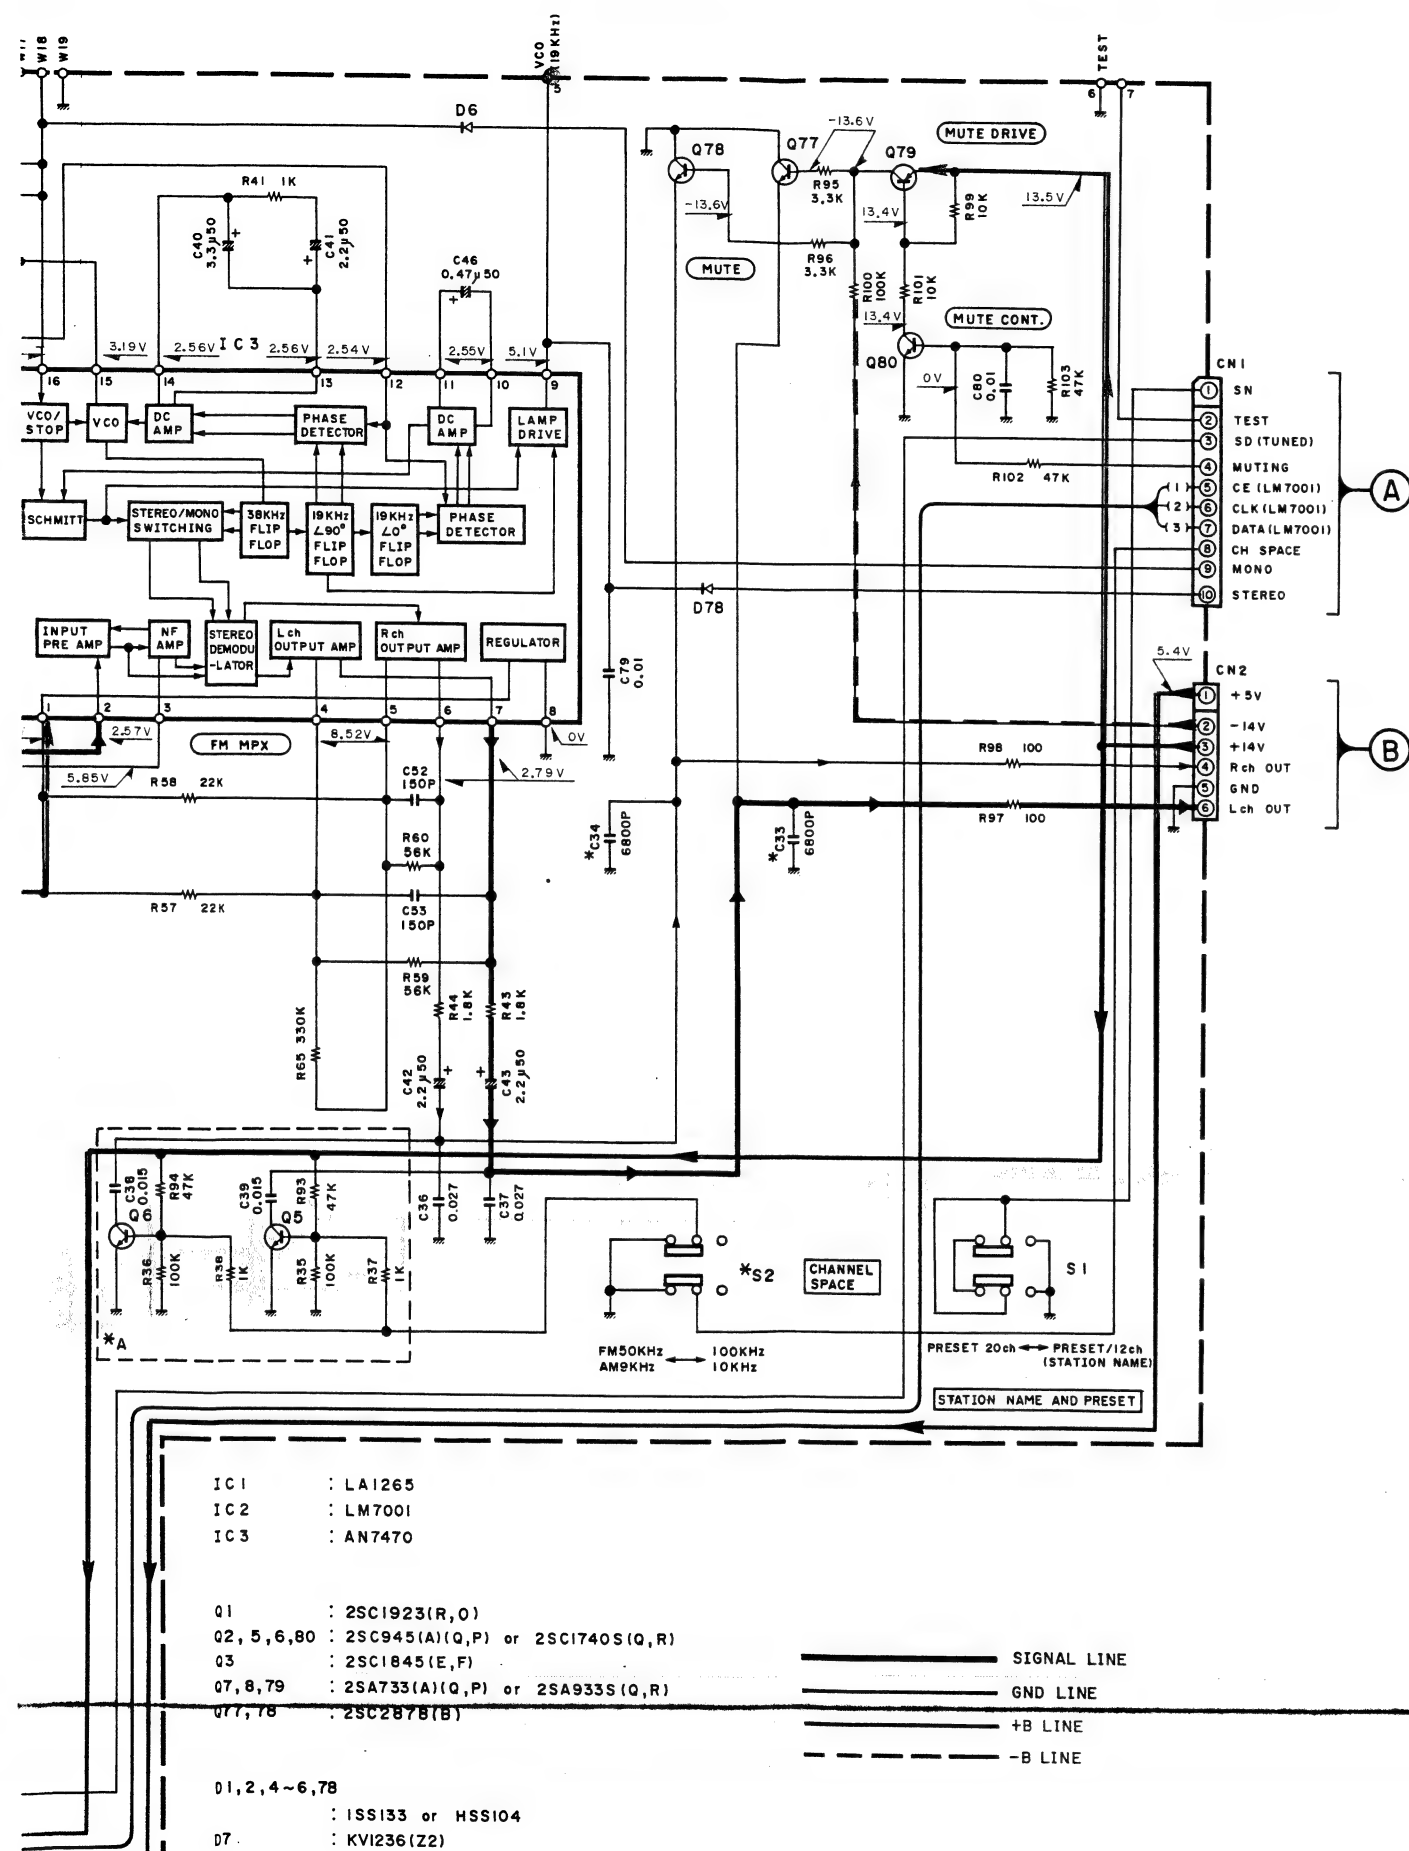 W18
W19
VCO
(19KHz)
5
TEST
6
7
D6
-13.6V
MUTE DRIVE
Q78
Q77
Q79
R41 1K
R95
3.3K
R99
10K
13.5V
-13.6V
13.4V
C40
3.3µ50
+
C41
2.2µ50
+
C46
0.47µ50
+
R96
3.3K
MUTE
R100
100K
R101
10K
13.4V
MUTE CONT.
3.19V
2.56V
IC3
2.56V
2.54V
2.55V
5.1V
Q80
0V
C80
0.01
R103
47K
CN1
16
15
14
13
12
11
10
9
1 SN
VCO/
STOP
VCO
DC
AMP
PHASE
DETECTOR
DC
AMP
LAMP
DRIVE
2 TEST
3 SD(TUNED)
R102 47K
4 MUTING
(1) 5 CE(LM7001)
(2) 6 CLK(LM7001)
(3) 7 DATA(LM7001)
8 CH SPACE
9 MONO
10 STEREO
A
SCHMITT
STEREO/MONO
SWITCHING
38KHz
FLIP
FLOP
19KHz
∠90°
FLIP
FLOP
19KHz
∠0°
FLIP
FLOP
PHASE
DETECTOR
D78
INPUT
PRE AMP
NF
AMP
STEREO
DEMODU
-LATOR
Lch
OUTPUT AMP
Rch
OUTPUT AMP
REGULATOR
C79
0.01
5.4V
CN2
1 +5V
2 -14V
3 +14V
4 Rch OUT
5 GND
6 Lch OUT
B
1
2
3
4
5
6
7
8
2.57V
FM MPX
8.52V
0V
R98 100
5.85V
R58 22K
C52
150P
2.79V
R97 100
*C34
6800P
*C33
6800P
R60
56K
R57 22K
C53
150P
R59
56K
R44
1.8K
R43
1.8K
R65 330K
C42
2.2µ50
+
+
C43
2.2µ50
C38
0.015
R94
47K
C39
0.015
R93
47K
C36
0.027
C37
0.027
Q6
Q5
R36
100K
R38
1K
R35
100K
R37
1K
*A
*S2
CHANNEL
SPACE
S1
FM50KHz
AM9KHz
100KHz
10KHz
PRESET 20ch
PRESET/12ch
(STATION NAME)
STATION NAME AND PRESET
IC1 : LA1265
IC2 : LM7001
IC3 : AN7470
Q1 : 2SC1923(R,O)
Q2,5,6,80 : 2SC945(A)(Q,P) or 2SC1740S(Q,R)
Q3 : 2SC1845(E,F)
Q7,8,79 : 2SA733(A)(Q,P) or 2SA933S(Q,R)
Q77,78 : 2SC2878(B)
SIGNAL LINE
GND LINE
+B LINE
-B LINE
D1,2,4~6,78
: 1SS133 or HSS104
D7 : KV1236(Z2)